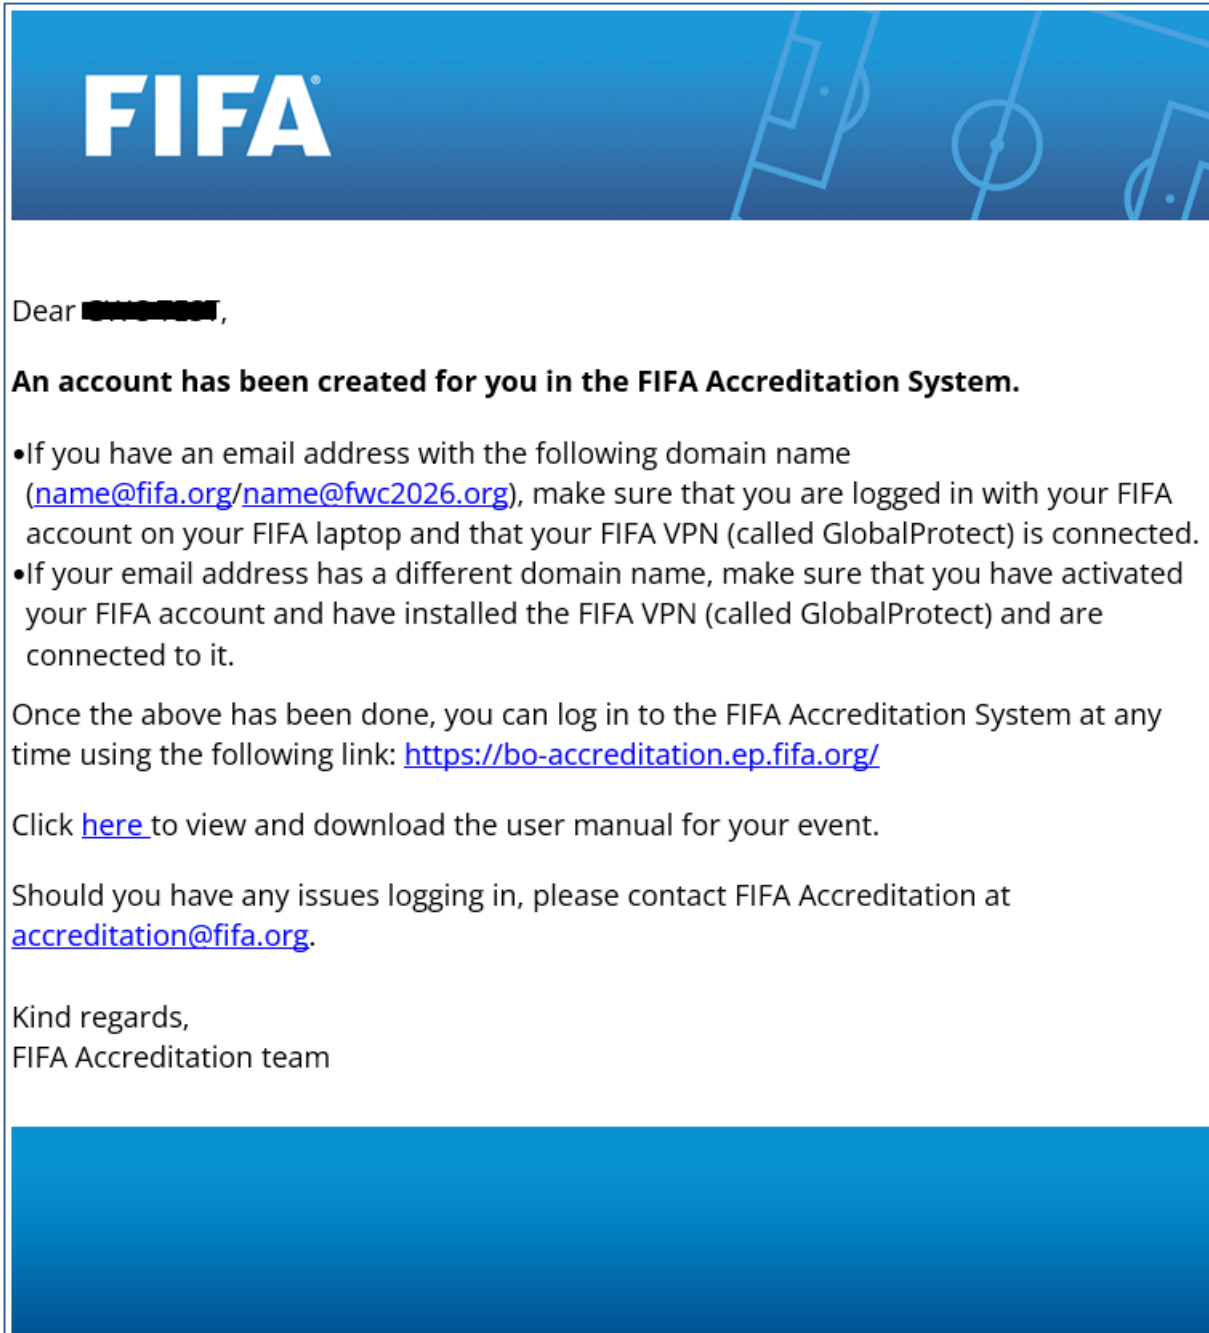 FIFA®
Dear ,
An account has been created for you in the FIFA Accreditation System.
•If you have an email address with the following domain name
(name@fifa.org/name@fwc2026.org), make sure that you are logged in with your FIFA
account on your FIFA laptop and that your FIFA VPN (called GlobalProtect) is connected.
•If your email address has a different domain name, make sure that you have activated
your FIFA account and have installed the FIFA VPN (called GlobalProtect) and are
connected to it.
Once the above has been done, you can log in to the FIFA Accreditation System at any
time using the following link: https://bo-accreditation.ep.fifa.org/
Click here to view and download the user manual for your event.
Should you have any issues logging in, please contact FIFA Accreditation at
accreditation@fifa.org.
Kind regards,
FIFA Accreditation team